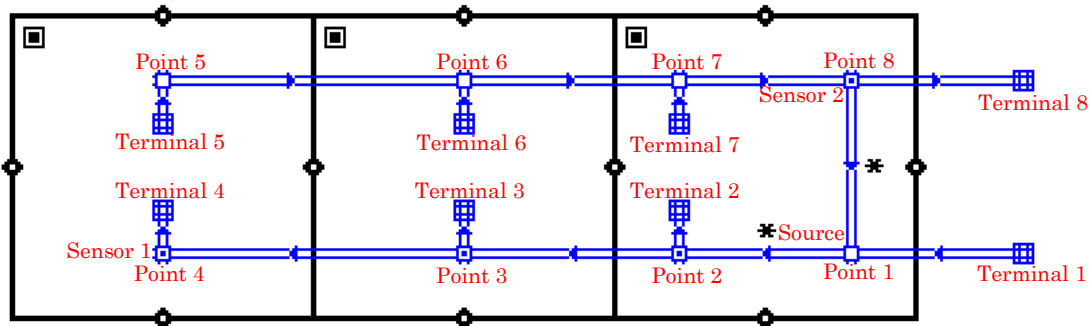 Point 5
Point 6
Point 7
Point 8
Sensor 2
Terminal 8
Terminal 5
Terminal 6
Terminal 7
Terminal 4
Terminal 3
Terminal 2
Source
Sensor 1
Point 4
Point 3
Point 2
Point 1
Terminal 1